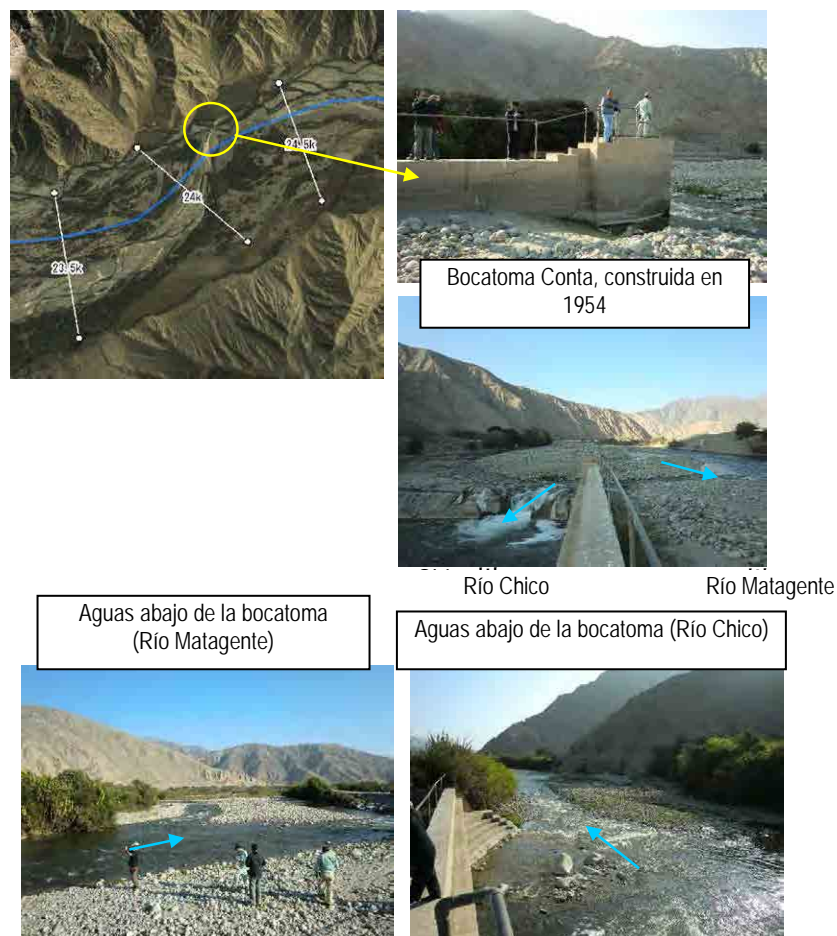 24.5k
24k
23.5k
Bocatoma Conta, construida en
1954
Río Chico
Río Matagente
Aguas abajo de la bocatoma
(Río Matagente)
Aguas abajo de la bocatoma (Río Chico)